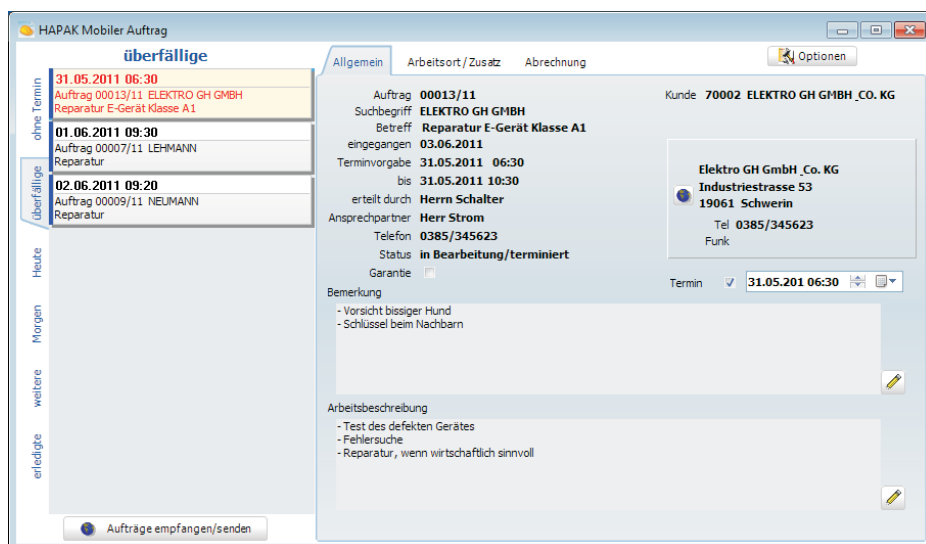 HAPAK Mobiler Auftrag
überfällige
ohne Termin
überfällige
Heute
Morgen
weitere
erledigte
31.05.2011 06:30
Auftrag 00013/11 ELEKTRO GH GMBH
Reparatur E-Gerät Klasse A1
01.06.2011 09:30
Auftrag 00007/11 LEHMANN
Reparatur
02.06.2011 09:20
Auftrag 00009/11 NEUMANN
Reparatur
Aufträge empfangen/senden
Allgemein Arbeitsort/Zusatz Abrechnung
Optionen
Auftrag 00013/11
Suchbegriff ELEKTRO GH GMBH
Betreff Reparatur E-Gerät Klasse A1
eingegangen 03.06.2011
Terminvorgabe 31.05.2011 06:30
bis 31.05.2011 10:30
erteilt durch Herrn Schalter
Ansprechpartner Herr Strom
Telefon 0385/345623
Status in Bearbeitung/terminiert
Garantie
Kunde 70002 ELEKTRO GH GMBH_CO. KG
Elektro GH GmbH_Co. KG
Industriestrasse 53
19061 Schwerin
Tel 0385/345623
Funk
Termin 31.05.201 06:30
Bemerkung
- Vorsicht bissiger Hund
- Schlüssel beim Nachbarn
Arbeitsbeschreibung
- Test des defekten Gerätes
- Fehlersuche
- Reparatur, wenn wirtschaftlich sinnvoll